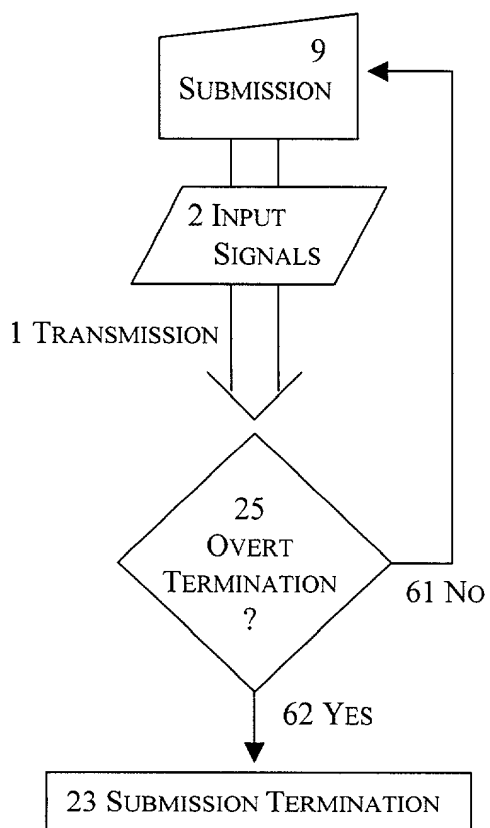 9
SUBMISSION
2 INPUT
SIGNALS
1 TRANSMISSION
25
OVERT
TERMINATION
?
61 NO
62 YES
23 SUBMISSION TERMINATION